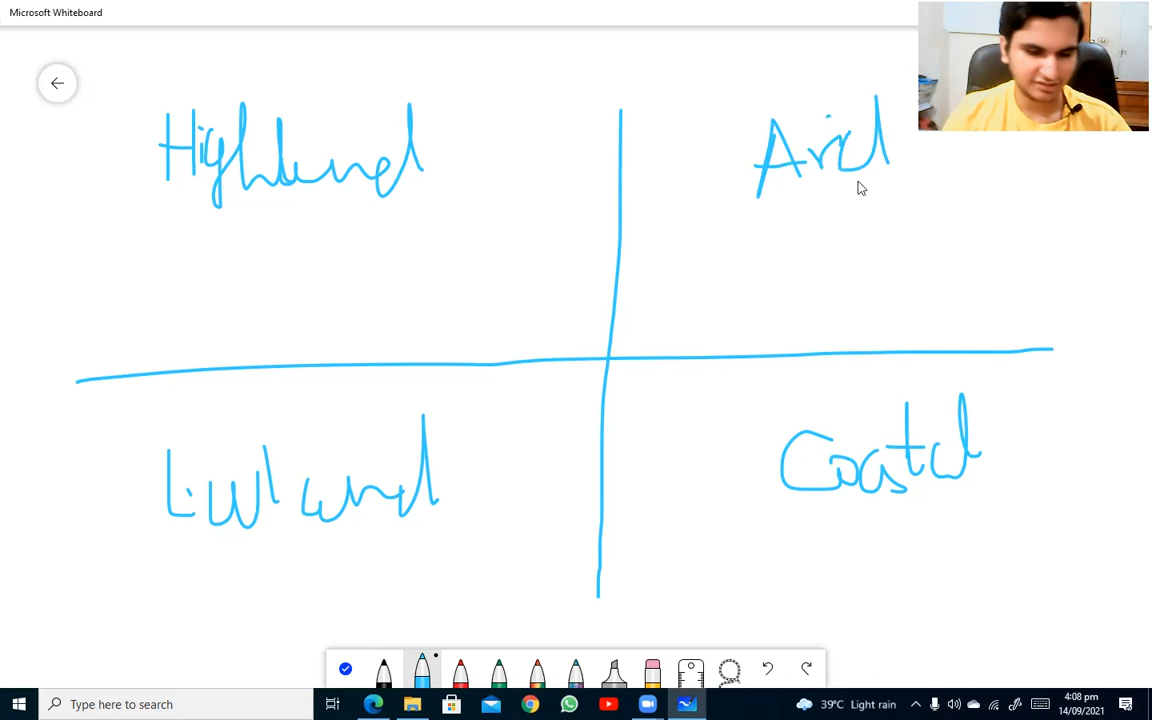 Microsoft Whiteboard
Highland
Arid
Lowland
Coastal
Type here to search
39°C Light rain
4:08 pm
14/09/2021